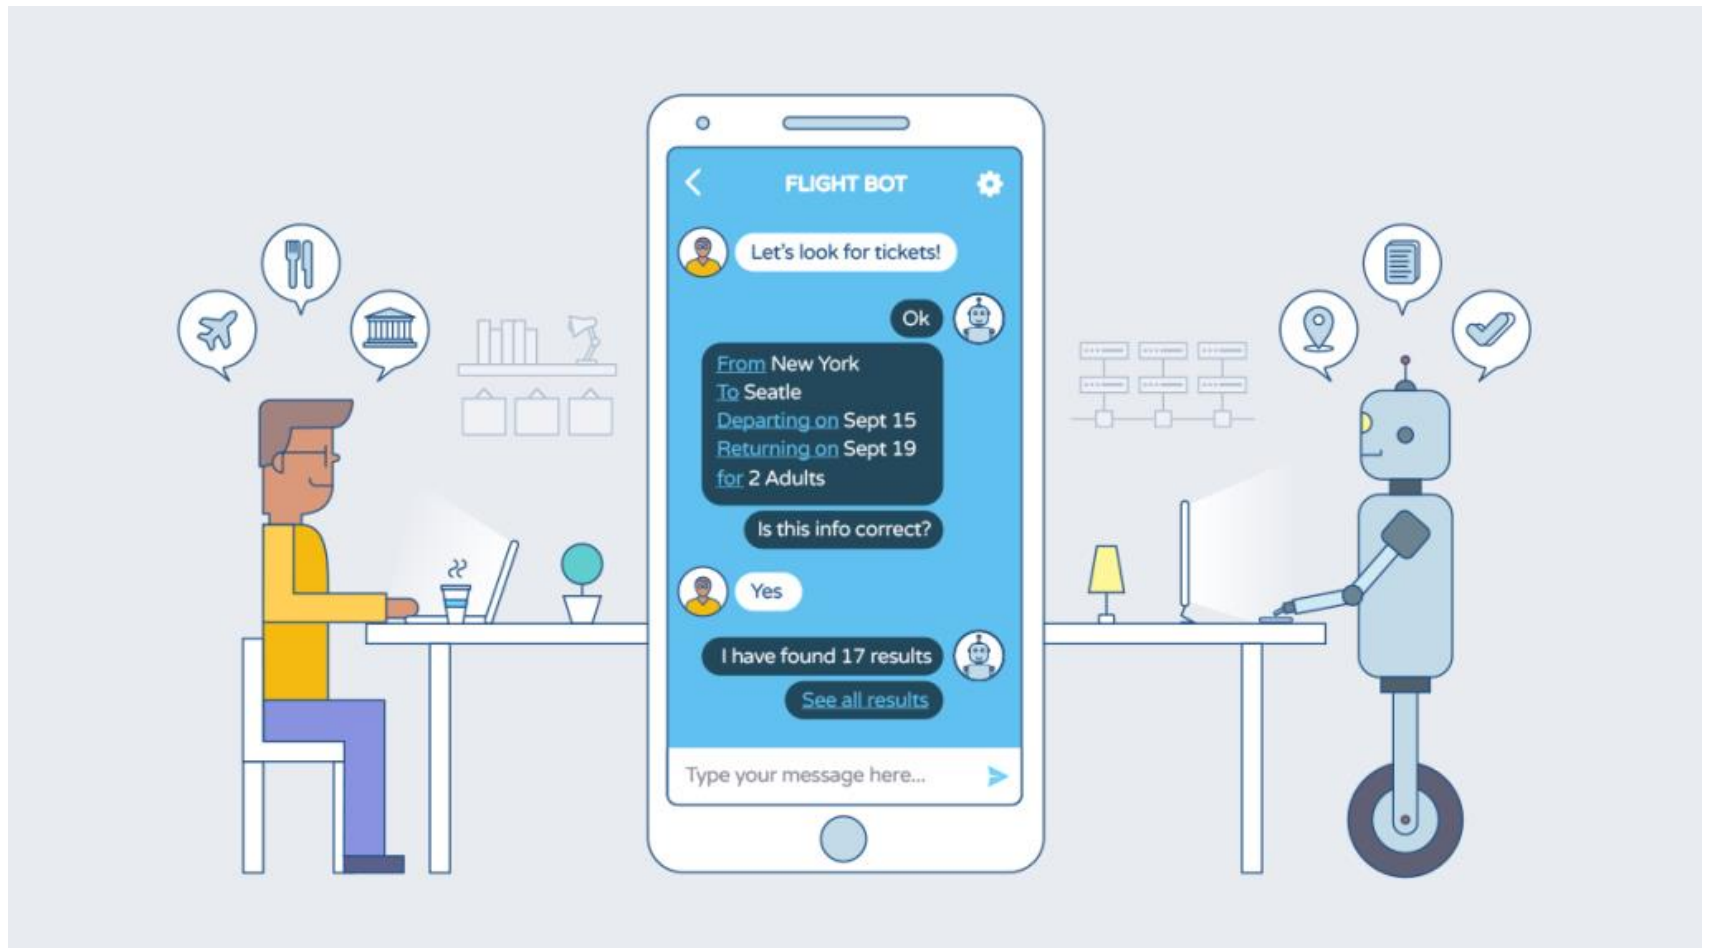 FLIGHT BOT
Let's look for tickets!
Ok
From New York
To Seatle
Departing on Sept 15
Returning on Sept 19
for 2 Adults
Is this info correct?
Yes
I have found 17 results
See all results
Type your message here...